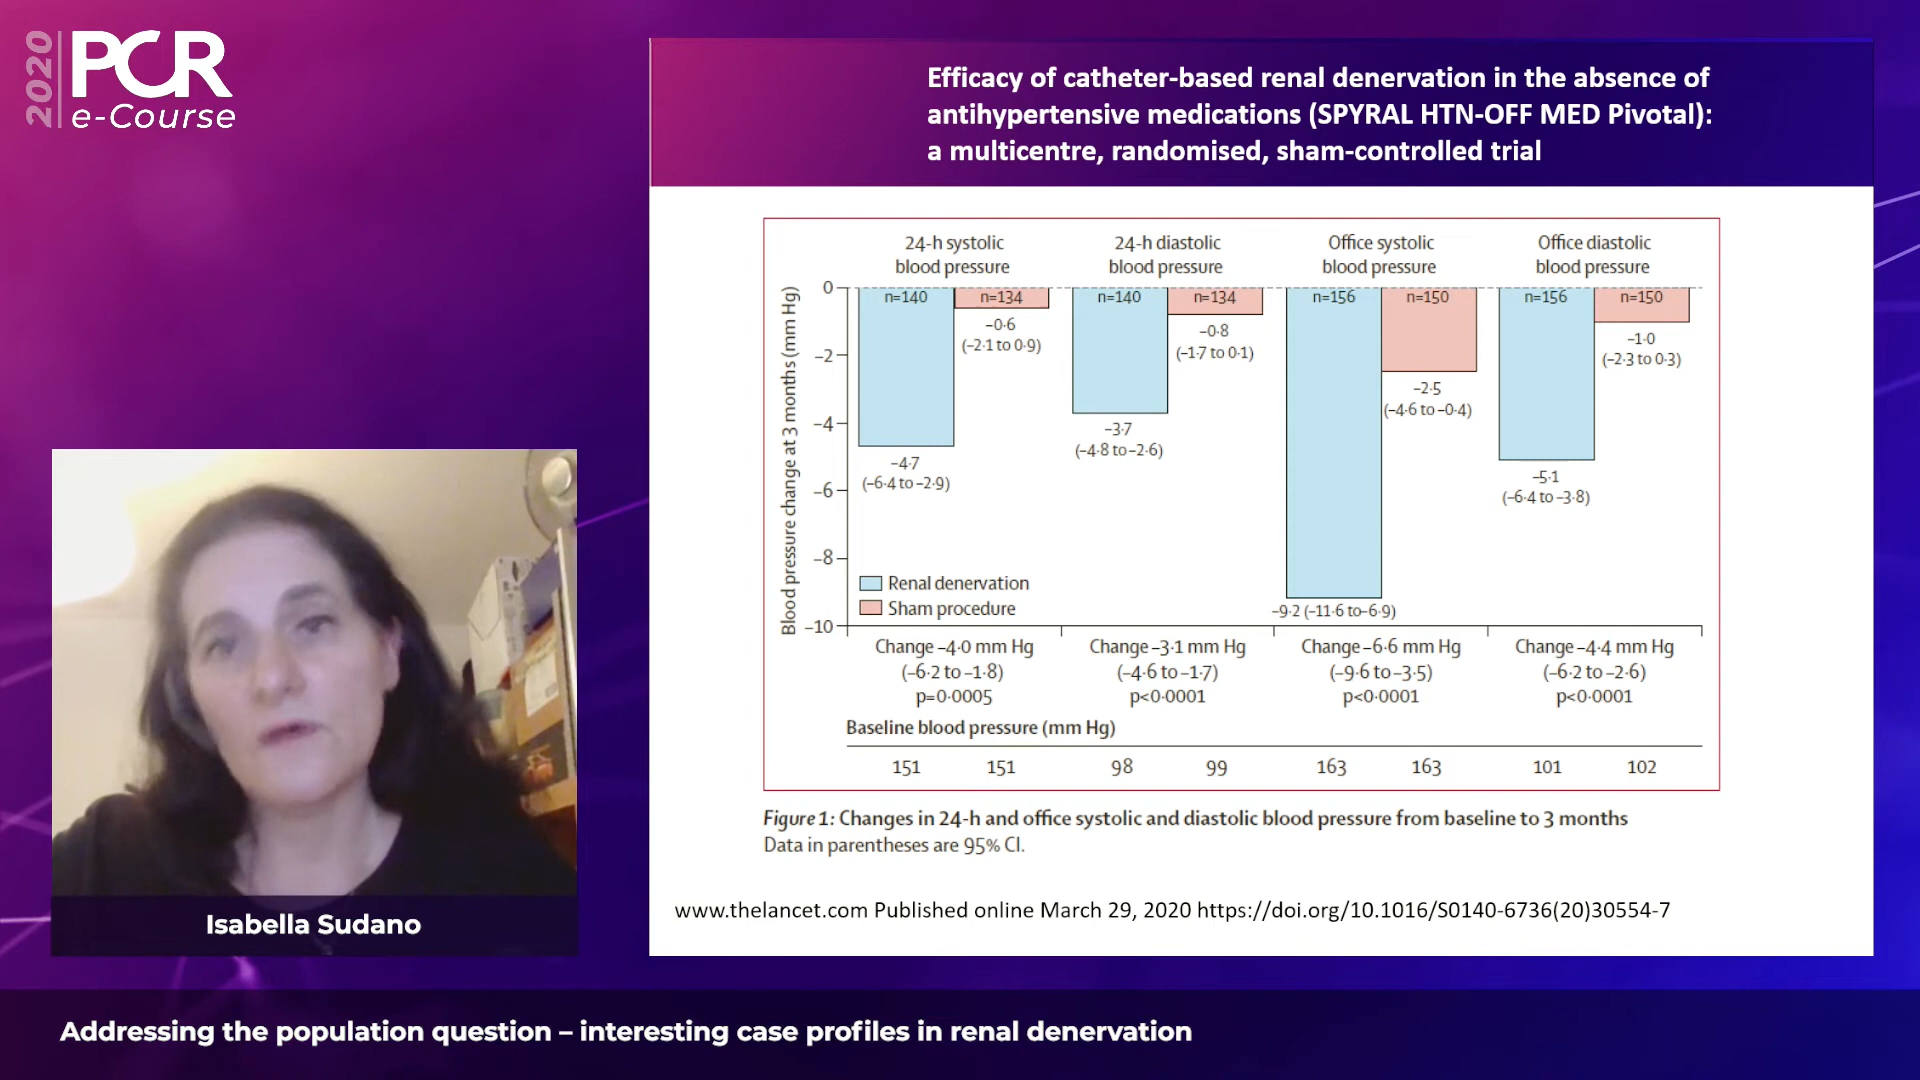 2020
PCR
e-Course
Efficacy of catheter-based renal denervation in the absence of
antihypertensive medications (SPYRAL HTN-OFF MED Pivotal):
a multicentre, randomised, sham-controlled trial
24-h systolic
blood pressure
24-h diastolic
blood pressure
Office systolic
blood pressure
Office diastolic
blood pressure
Blood pressure change at 3 months (mm Hg)
0
–2
–4
–6
–8
–10
n=140
n=134
n=140
n=134
n=156
n=150
n=156
n=150
–0·6
(–2·1 to 0·9)
–0·8
(–1·7 to 0·1)
–1·0
(–2·3 to 0·3)
–2·5
(–4·6 to –0·4)
–3·7
(–4·8 to –2·6)
–4·7
(–6·4 to –2·9)
–5·1
(–6·4 to –3·8)
–9·2 (–11·6 to–6·9)
Renal denervation
Sham procedure
Change –4·0 mm Hg
(–6·2 to –1·8)
p=0·0005
Change –3·1 mm Hg
(–4·6 to –1·7)
p<0·0001
Change –6·6 mm Hg
(–9·6 to –3·5)
p<0·0001
Change –4·4 mm Hg
(–6·2 to –2·6)
p<0·0001
Baseline blood pressure (mm Hg)
151 151 98 99 163 163 101 102
Figure 1: Changes in 24-h and office systolic and diastolic blood pressure from baseline to 3 months
Data in parentheses are 95% CI.
www.thelancet.com Published online March 29, 2020 https://doi.org/10.1016/S0140-6736(20)30554-7
Isabella Sudano
Addressing the population question – interesting case profiles in renal denervation